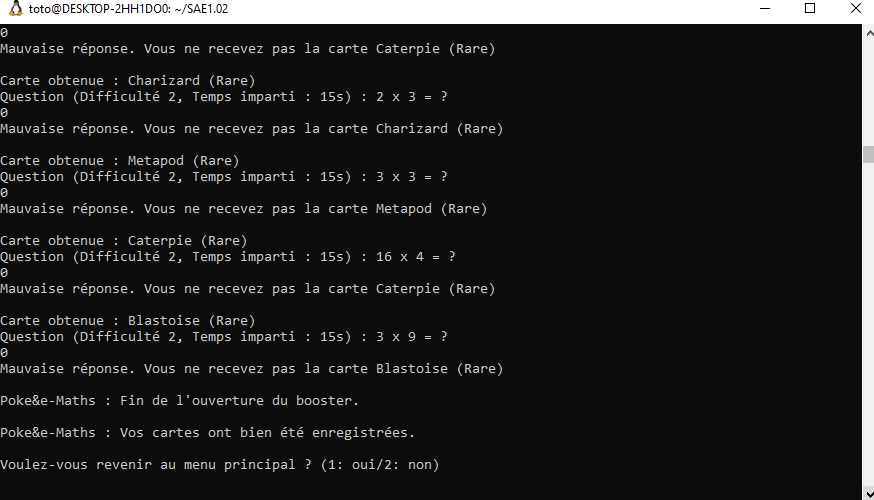 toto@DESKTOP-2HH1DO0: ~/SAE1.02
0
Mauvaise réponse. Vous ne recevez pas la carte Caterpie (Rare)
Carte obtenue : Charizard (Rare)
Question (Difficulté 2, Temps imparti : 15s) : 2 x 3 = ?
0
Mauvaise réponse. Vous ne recevez pas la carte Charizard (Rare)
Carte obtenue : Metapod (Rare)
Question (Difficulté 2, Temps imparti : 15s) : 3 x 3 = ?
0
Mauvaise réponse. Vous ne recevez pas la carte Metapod (Rare)
Carte obtenue : Caterpie (Rare)
Question (Difficulté 2, Temps imparti : 15s) : 16 x 4 = ?
0
Mauvaise réponse. Vous ne recevez pas la carte Caterpie (Rare)
Carte obtenue : Blastoise (Rare)
Question (Difficulté 2, Temps imparti : 15s) : 3 x 9 = ?
0
Mauvaise réponse. Vous ne recevez pas la carte Blastoise (Rare)
Poke&e-Maths : Fin de l'ouverture du booster.
Poke&e-Maths : Vos cartes ont bien été enregistrées.
Voulez-vous revenir au menu principal ? (1: oui/2: non)